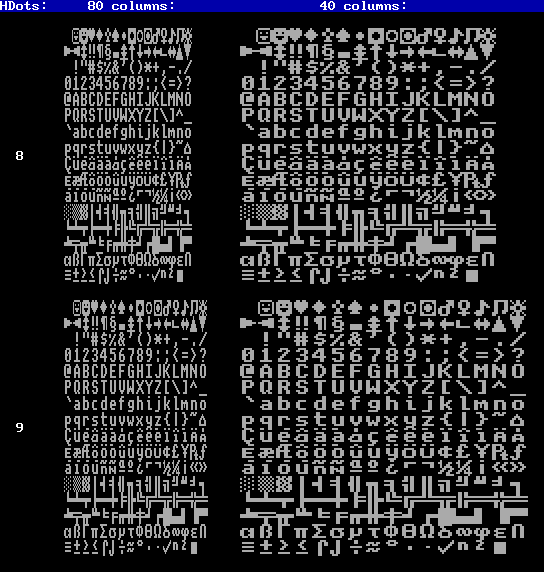 HDots: 80 columns: 40 columns:
8
☺☻♥♦♣♠•◘○◙♂♀♪♫☼ ☺☻♥♦♣♠•◘○◙♂♀♪♫☼
►◄↕‼¶§▬↨↑↓→←∟↔▲▼ ►◄↕‼¶§▬↨↑↓→←∟↔▲▼
!"#$%&'()*+,-./ !"#$%&'()*+,-./
0123456789:;<=>? 0123456789:;<=>?
@ABCDEFGHIJKLMNO @ABCDEFGHIJKLMNO
PQRSTUVWXYZ[\]^_ PQRSTUVWXYZ[\]^_
`abcdefghijklmno `abcdefghijklmno
pqrstuvwxyz{|}~⌂ pqrstuvwxyz{|}~⌂
ÇüéâäàåçêëèïîìÄÅ ÇüéâäàåçêëèïîìÄÅ
ÉæÆôöòûùÿÖÜ¢£¥₧ƒ ÉæÆôöòûùÿÖÜ¢£¥₧ƒ
áíóúñÑªº¿⌐¬½¼¡«» áíóúñÑªº¿⌐¬½¼¡«»
░▒▓│┤╡╢╖╕╣║╗╝╜╛┐ ░▒▓│┤╡╢╖╕╣║╗╝╜╛┐
└┴┬├─┼╞╟╚╔╩╦╠═╬╧ └┴┬├─┼╞╟╚╔╩╦╠═╬╧
╨╤╥╙╘╒╓╫╪┘┌█▄▌▐▀ ╨╤╥╙╘╒╓╫╪┘┌█▄▌▐▀
αßΓπΣσµτΦΘΩδ∞φε∩ αßΓπΣσµτΦΘΩδ∞φε∩
≡±≥≤⌠⌡÷≈°∙·√ⁿ²■ ≡±≥≤⌠⌡÷≈°∙·√ⁿ²■
9
☺☻♥♦♣♠•◘○◙♂♀♪♫☼ ☺☻♥♦♣♠•◘○◙♂♀♪♫☼
►◄↕‼¶§▬↨↑↓→←∟↔▲▼ ►◄↕‼¶§▬↨↑↓→←∟↔▲▼
!"#$%&'()*+,-./ !"#$%&'()*+,-./
0123456789:;<=>? 0123456789:;<=>?
@ABCDEFGHIJKLMNO @ABCDEFGHIJKLMNO
PQRSTUVWXYZ[\]^_ PQRSTUVWXYZ[\]^_
`abcdefghijklmno `abcdefghijklmno
pqrstuvwxyz{|}~⌂ pqrstuvwxyz{|}~⌂
ÇüéâäàåçêëèïîìÄÅ ÇüéâäàåçêëèïîìÄÅ
ÉæÆôöòûùÿÖÜ¢£¥₧ƒ ÉæÆôöòûùÿÖÜ¢£¥₧ƒ
áíóúñÑªº¿⌐¬½¼¡«» áíóúñÑªº¿⌐¬½¼¡«»
░▒▓│┤╡╢╖╕╣║╗╝╜╛┐ ░▒▓│┤╡╢╖╕╣║╗╝╜╛┐
└┴┬├─┼╞╟╚╔╩╦╠═╬╧ └┴┬├─┼╞╟╚╔╩╦╠═╬╧
╨╤╥╙╘╒╓╫╪┘┌█▄▌▐▀ ╨╤╥╙╘╒╓╫╪┘┌█▄▌▐▀
αßΓπΣσµτΦΘΩδ∞φε∩ αßΓπΣσµτΦΘΩδ∞φε∩
≡±≥≤⌠⌡÷≈°∙·√ⁿ²■ ≡±≥≤⌠⌡÷≈°∙·√ⁿ²■